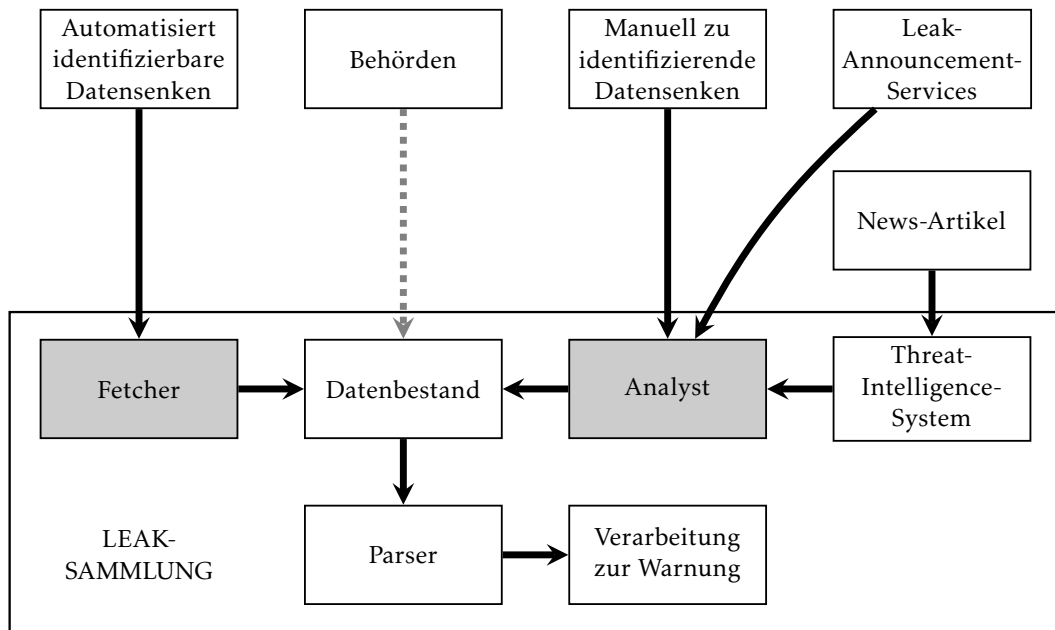 Automatisiert
identifizierbare
Datensenken
Behörden
Manuell zu
identifizierende
Datensenken
Leak-
Announcement-
Services
News-Artikel
Fetcher
Datenbestand
Analyst
Threat-
Intelligence-
System
LEAK-
SAMMLUNG
Parser
Verarbeitung
zur Warnung